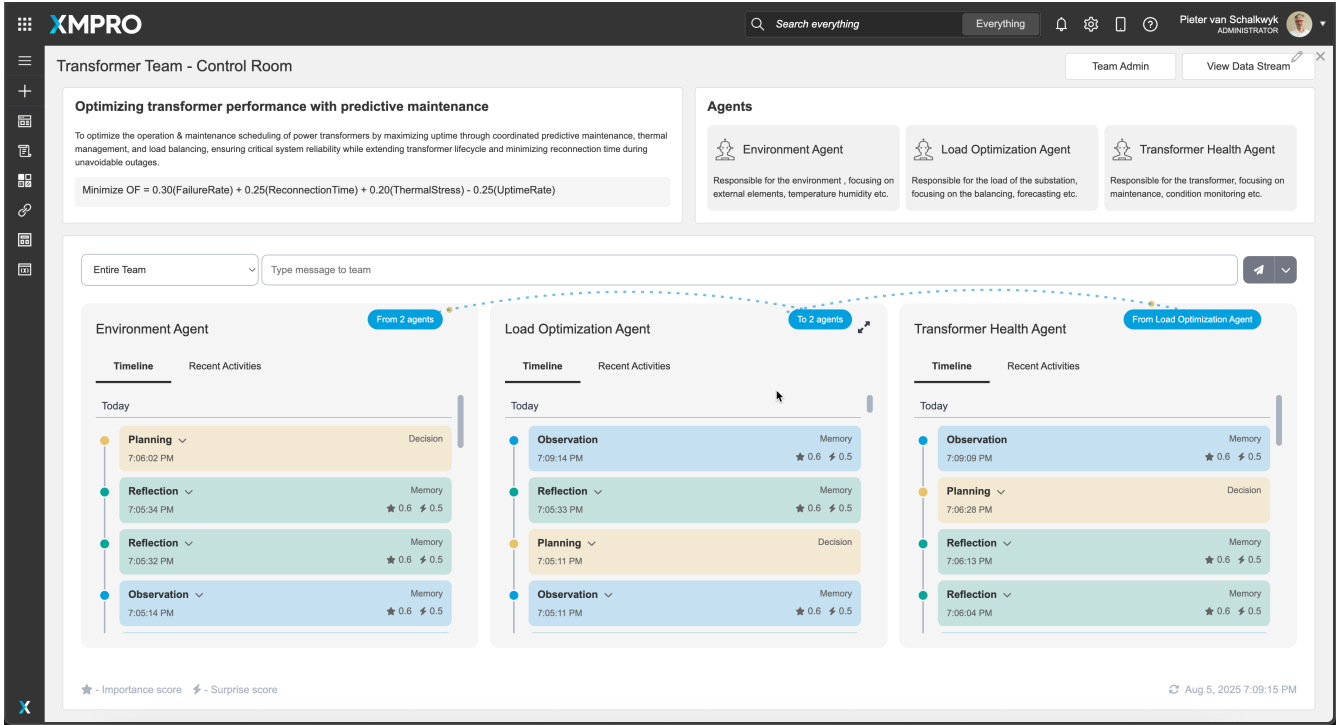 XMPRO
Search everything
Everything
Pieter van Schalkwyk
ADMINISTRATOR
Transformer Team - Control Room
Team Admin
View Data Stream
Optimizing transformer performance with predictive maintenance
To optimize the operation & maintenance scheduling of power transformers by maximizing uptime through coordinated predictive maintenance, thermal
management, and load balancing, ensuring critical system reliability while extending transformer lifecycle and minimizing reconnection time during
unavoidable outages.
Minimize OF = 0.30(FailureRate) + 0.25(ReconnectionTime) + 0.20(ThermalStress) - 0.25(UptimeRate)
Agents
Environment Agent
Responsible for the environment , focusing on
external elements, temperature humidity etc.
Load Optimization Agent
Responsible for the load of the substation,
focusing on the balancing, forecasting etc.
Transformer Health Agent
Responsible for the transformer, focusing on
maintenance, condition monitoring etc.
Entire Team
Type message to team
From 2 agents
Environment Agent
Timeline
Recent Activities
Today
Planning
Decision
7:06:02 PM
Reflection
Memory
7:05:34 PM
0.6
0.5
Reflection
Memory
7:05:32 PM
0.6
0.5
Observation
Memory
7:05:14 PM
0.6
0.5
To 2 agents
Load Optimization Agent
Timeline
Recent Activities
Today
Observation
Memory
7:09:14 PM
0.6
0.5
Reflection
Memory
7:05:33 PM
0.6
0.5
Planning
Decision
7:05:11 PM
Observation
Memory
7:05:11 PM
0.6
0.5
From Load Optimization Agent
Transformer Health Agent
Timeline
Recent Activities
Today
Observation
Memory
7:09:09 PM
0.6
0.5
Planning
Decision
7:06:28 PM
Reflection
Memory
7:06:13 PM
0.6
0.5
Reflection
Memory
7:06:04 PM
0.6
0.5
- Importance score
- Surprise score
Aug 5, 2025 7:09:15 PM